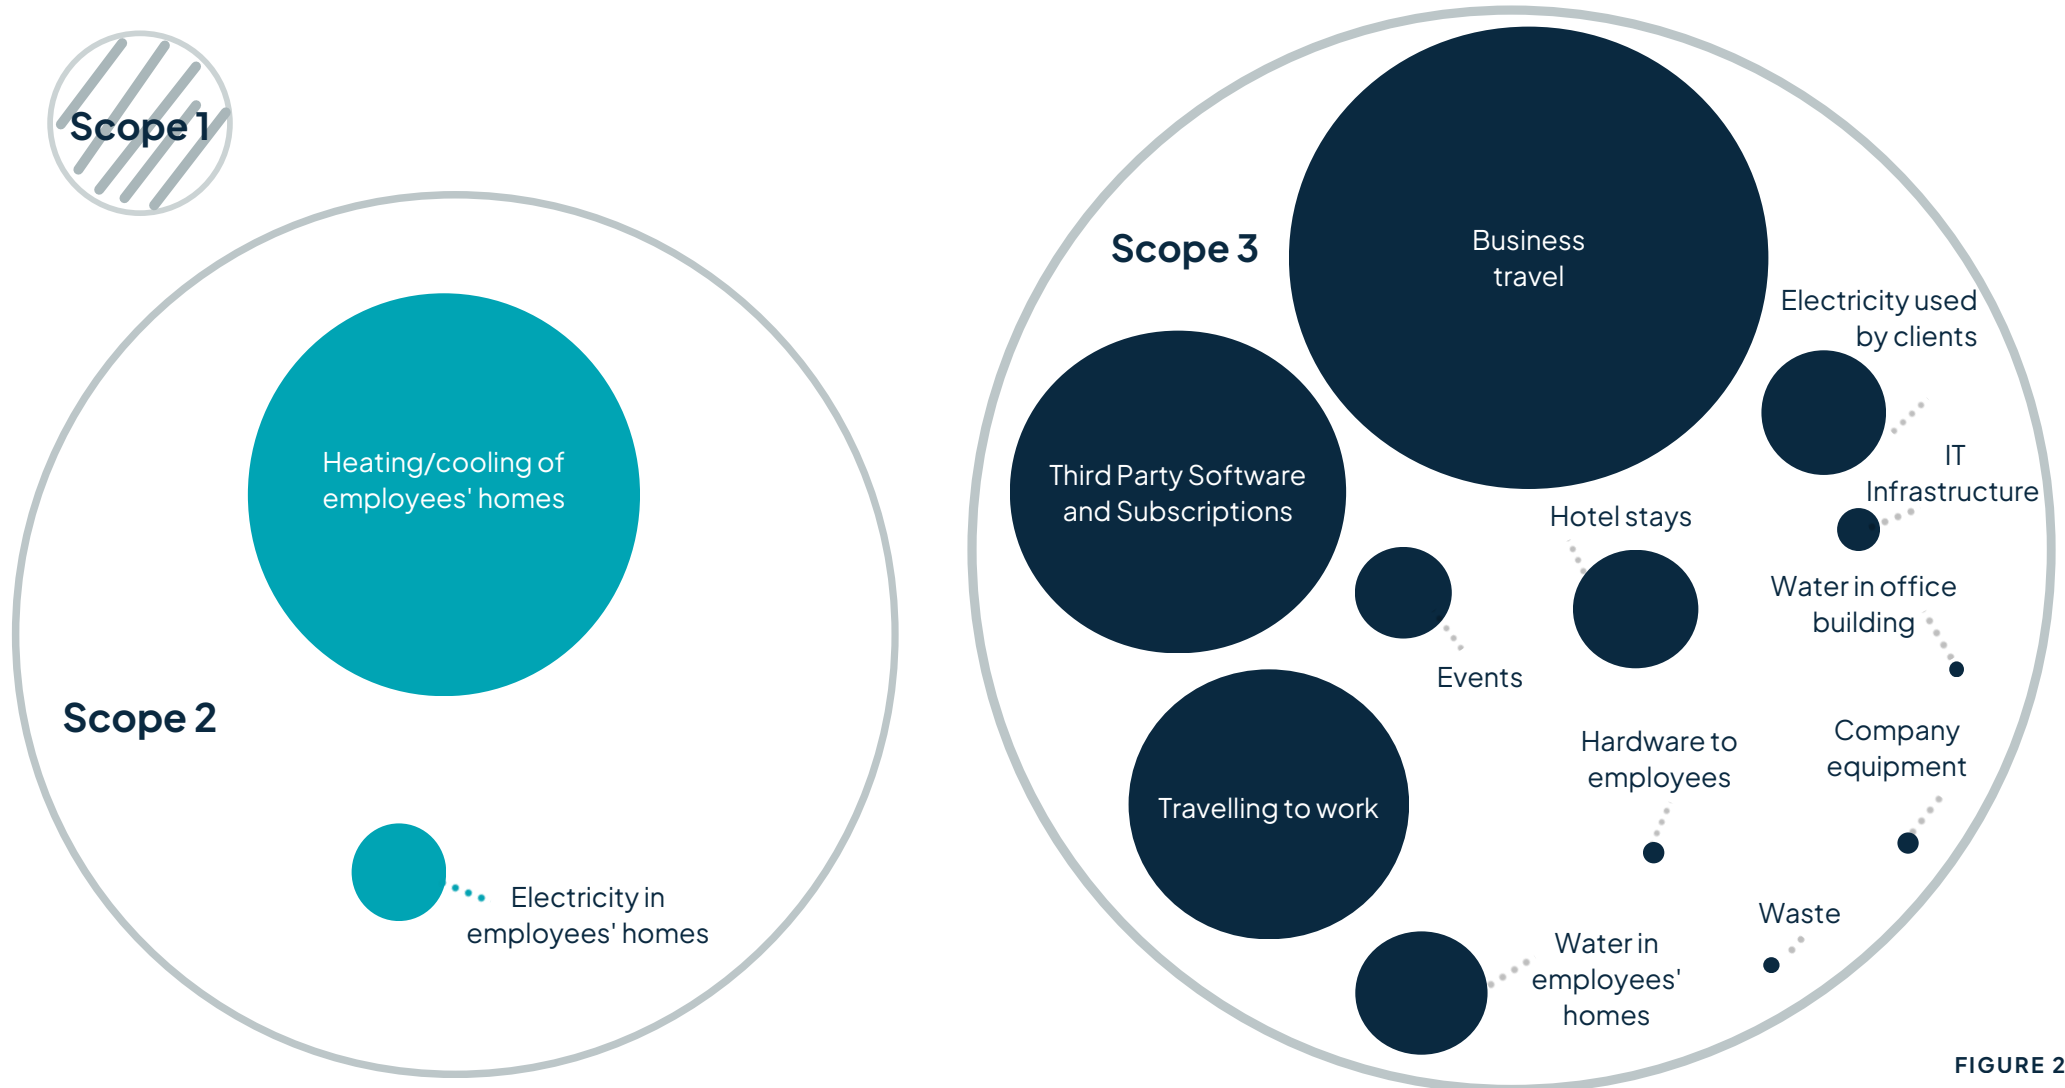 Scope 1
Scope 2
Heating/cooling of
employees' homes
Electricity in
employees' homes
Scope 3
Business
travel
Third Party Software
and Subscriptions
Travelling to work
Electricity used
by clients
IT
Infrastructure
Hotel stays
Events
Water in office
building
Hardware to
employees
Company
equipment
Waste
Water in
employees'
homes
FIGURE 2